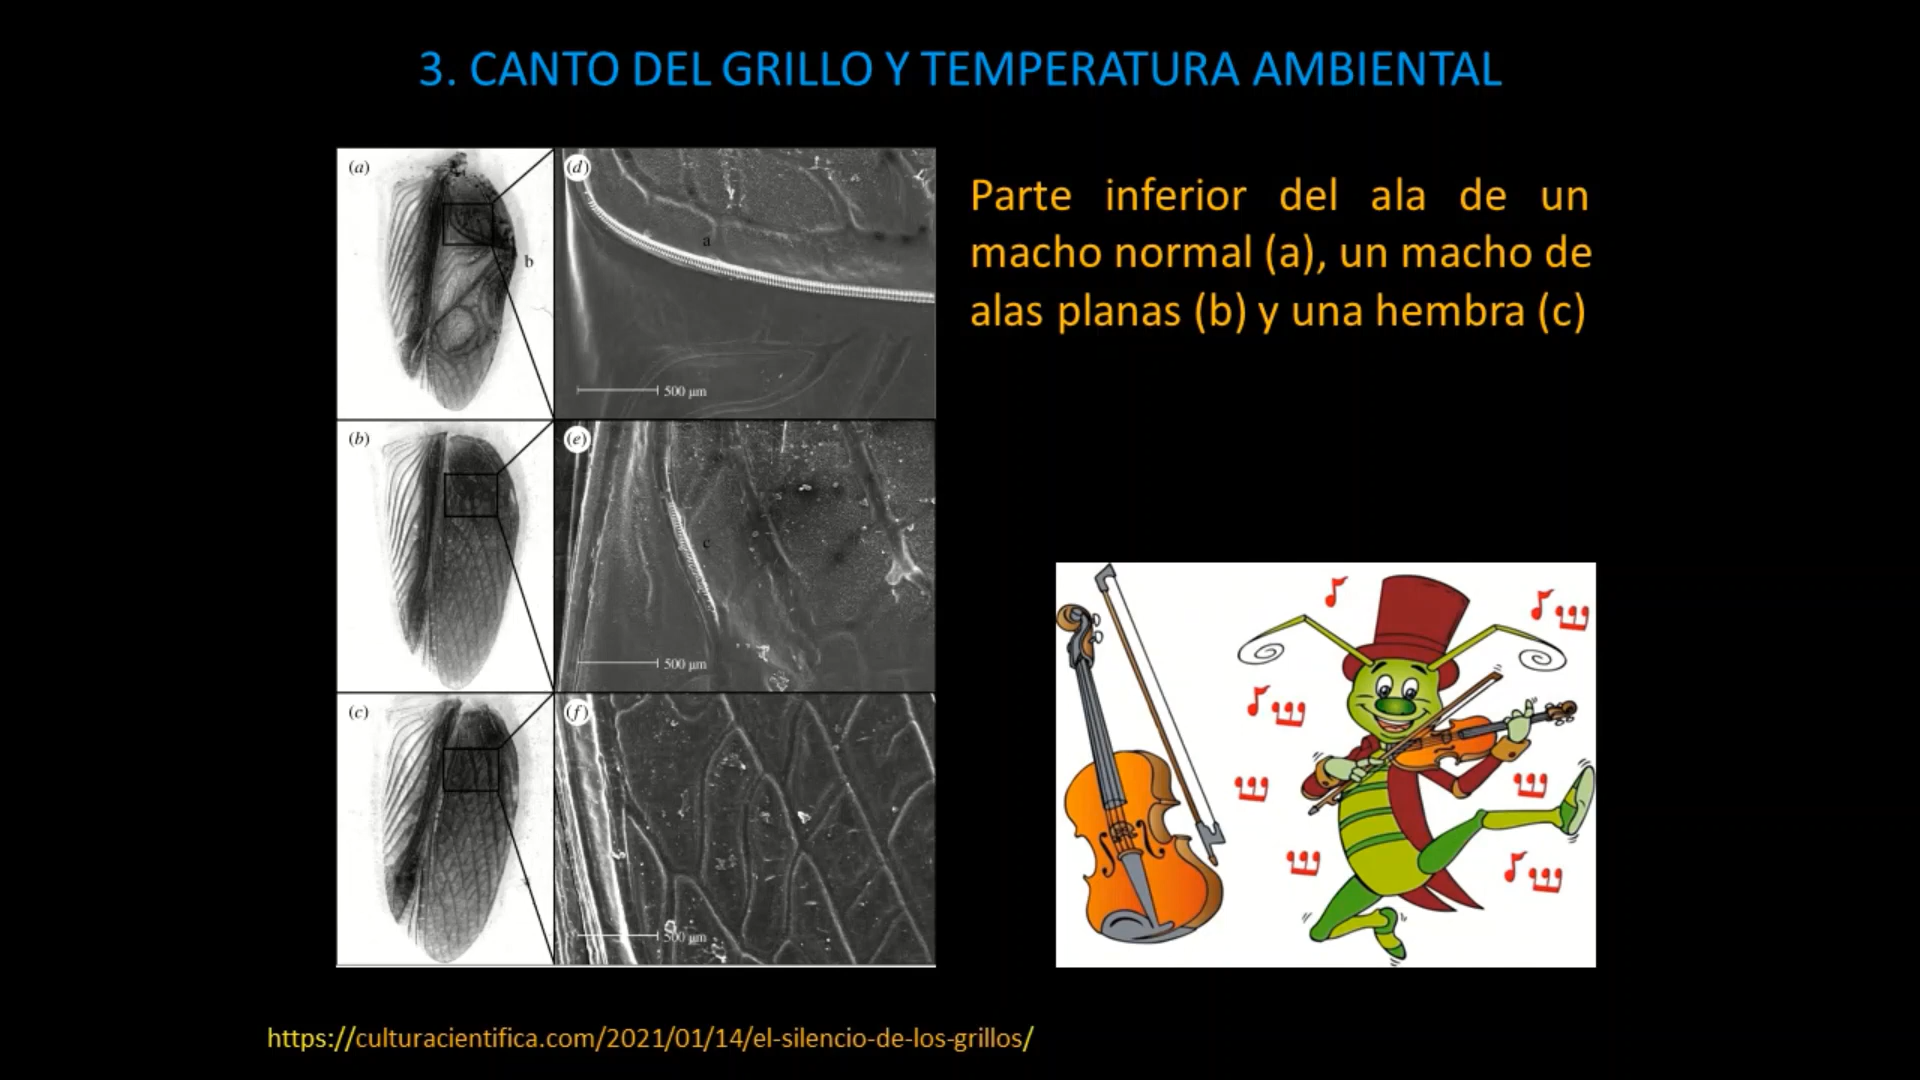 3. CANTO DEL GRILLO Y TEMPERATURA AMBIENTAL
(a)
b
(d)
a
500 µm
(b)
(e)
c
500 µm
(c)
(f)
500 µm
Parte inferior del ala de un
macho normal (a), un macho de
alas planas (b) y una hembra (c)
https://culturacientifica.com/2021/01/14/el-silencio-de-los-grillos/